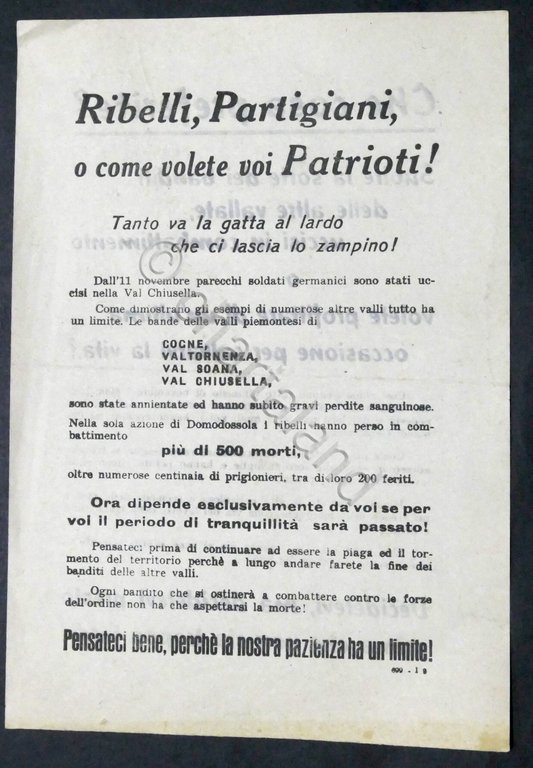 Ribelli, Partigiani,
o come volete voi Patrioti!
Tanto va la gatta al lardo
che ci lascia lo zampino!
Dall'11 novembre parecchi soldati germanici sono stati uc-
cisi nella Val Chiusella.
Come dimostrano gli esempi di numerose altre valli tutto ha
un limite. Le bande delle valli piemontesi di
COGNE,
VALTORNENZA,
VAL SOANA,
VAL CHIUSELLA,
sono state annientate ed hanno subito gravi perdite sanguinose.
Nella sola azione di Domodossola i ribelli hanno perso in com-
battimento
più di 500 morti,
oltre numerose centinaia di prigionieri, tra di loro 200 feriti.
Ora dipende esclusivamente da voi se per
voi il periodo di tranquillità sarà passato!
Pensateci prima di continuare ad essere la piaga ed il tor-
mento del territorio perchè a lungo andare farete la fine dei
banditi delle altre valli.
Ogni bandito che si ostinerà a combattere contro le forze
dell'ordine non ha che aspettarsi la morte!
Pensateci bene, perchè la nostra pazienza ha un limite!
© cartaland